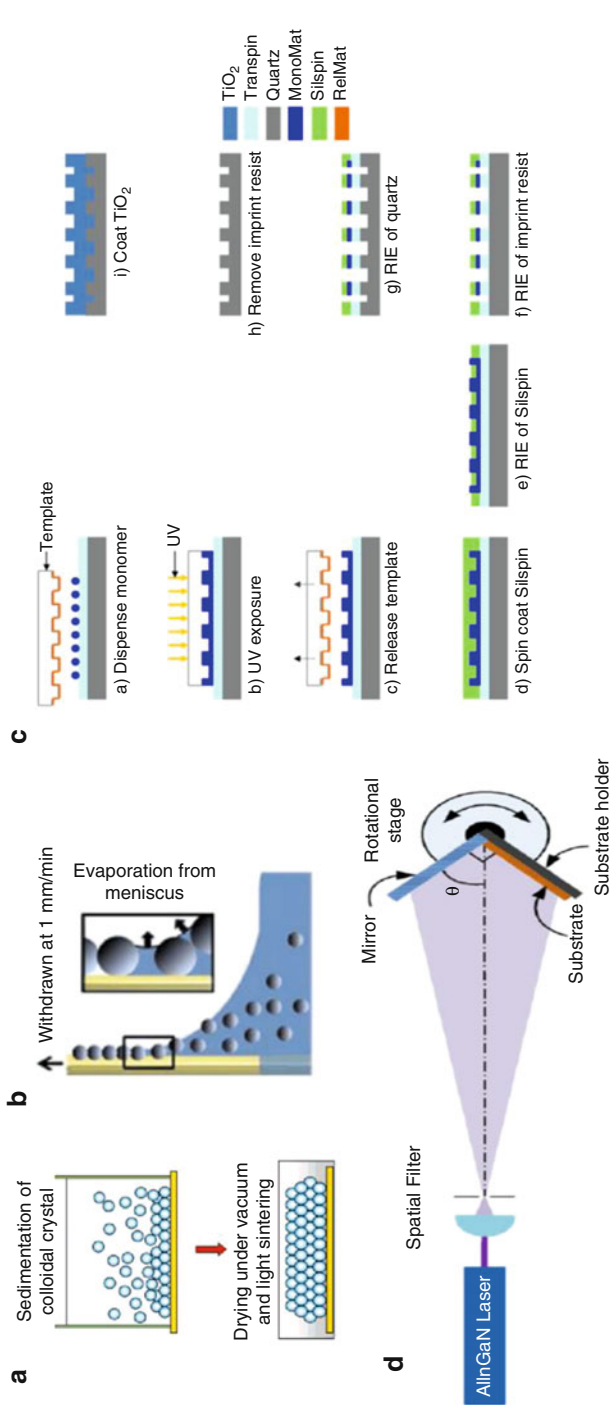 a
Sedimentation of
colloidal crystal
Drying under vacuum
and light sintering
b
Withdrawn at 1 mm/min
Evaporation from
meniscus
c
Template
a) Dispense monomer
UV
b) UV exposure
c) Release template
d) Spin coat Silspin
e) RIE of Silspin
f) RIE of imprint resist
g) RIE of quartz
h) Remove imprint resist
i) Coat TiO2
TiO2
Transpin
Quartz
MonoMat
Silspin
RelMat
d
AlInGaN Laser
Spatial Filter
Mirror
Rotational
stage
θ
Substrate
Substrate holder